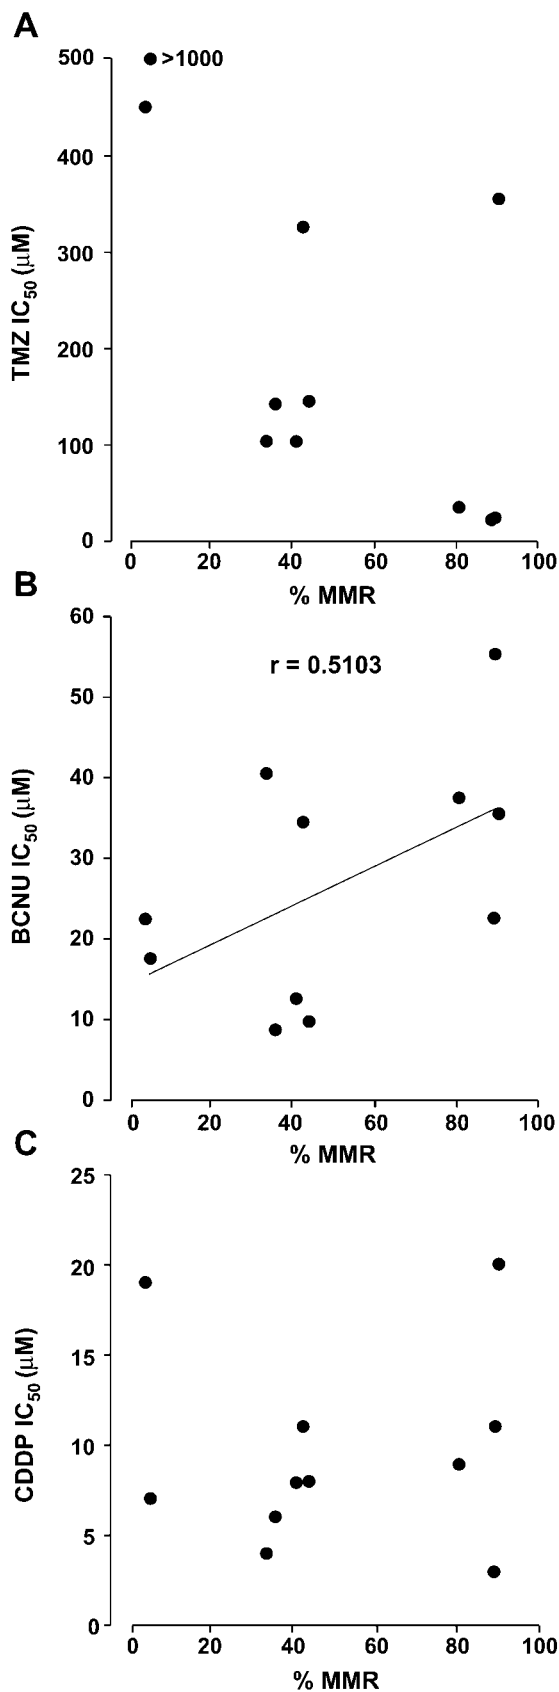 A
500
>1000
400
300
200
100
0
TMZ IC50 (μM)
0 20 40 60 80 100
% MMR
B
60
r = 0.5103
50
40
30
20
10
0
BCNU IC50 (μM)
0 20 40 60 80 100
% MMR
C
25
20
15
10
5
0
CDDP IC50 (μM)
0 20 40 60 80 100
% MMR